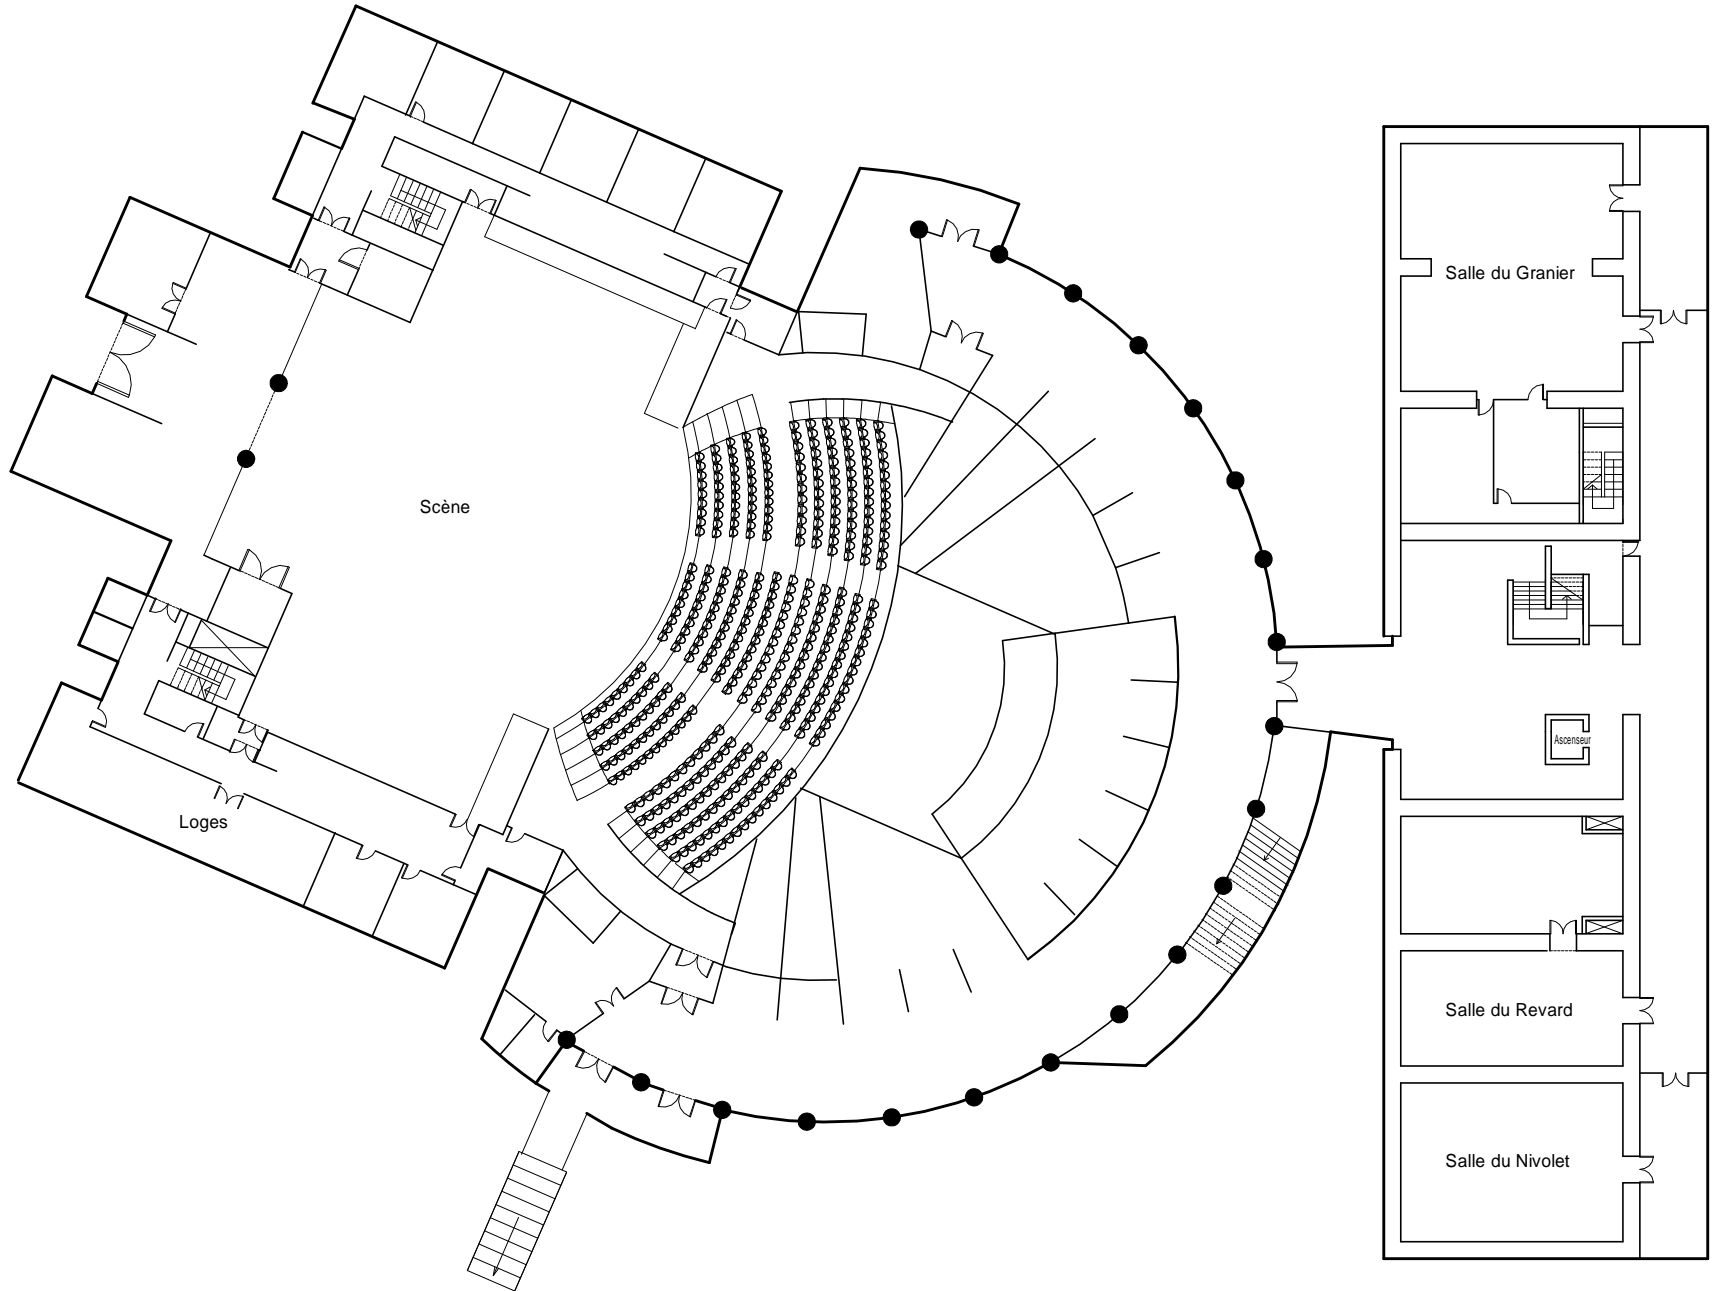 Salle du Granier
Scène
Ascenseur
Loges
Salle du Revard
Salle du Nivolet